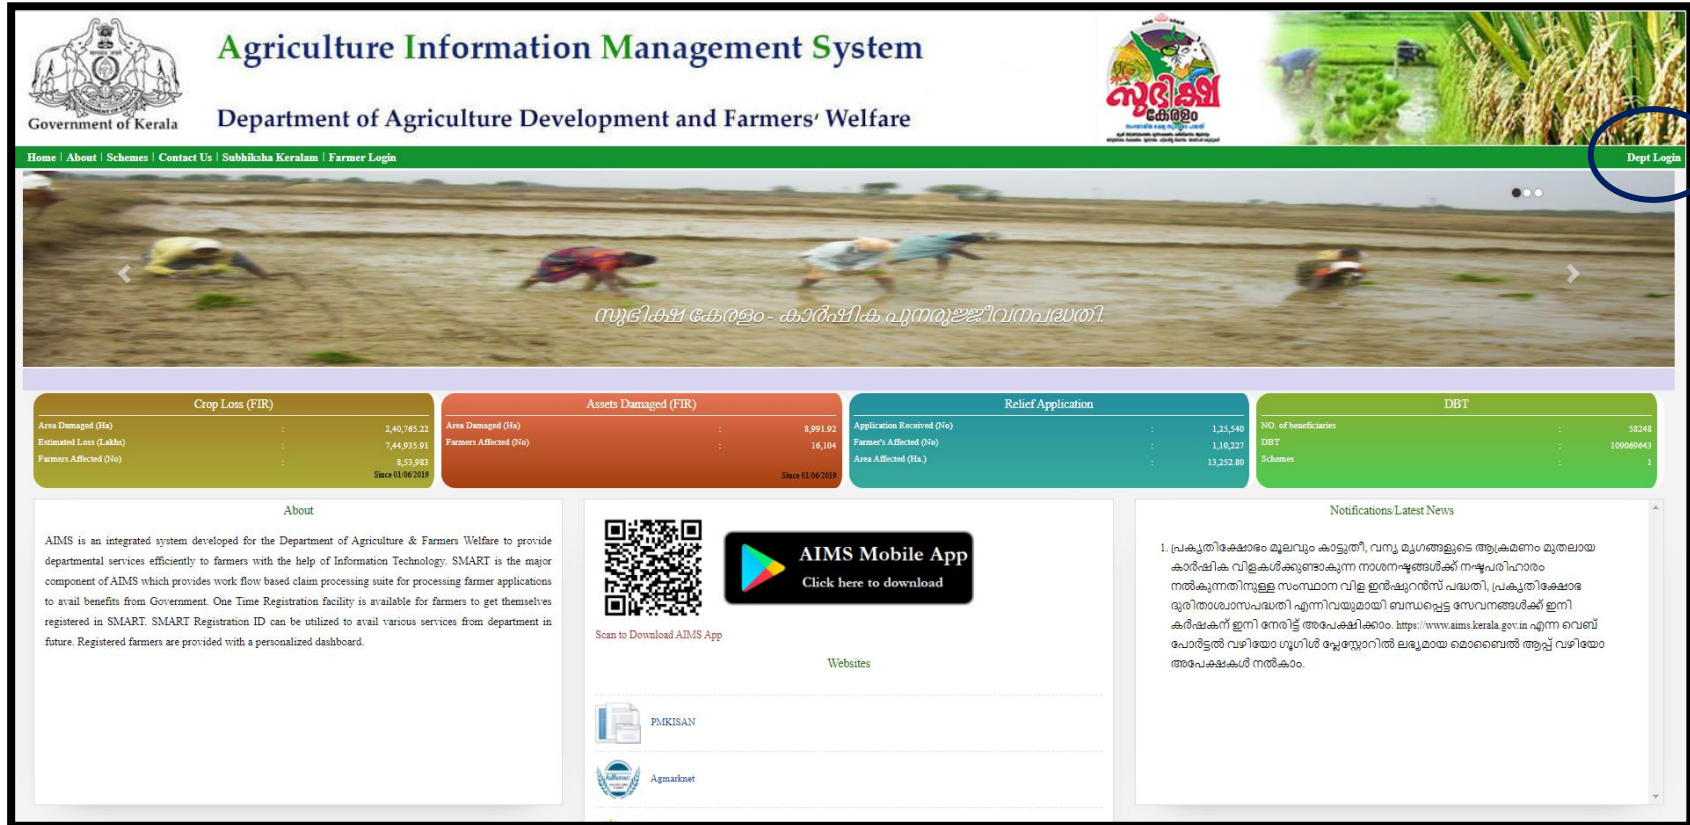 Agriculture Information Management System
Department of Agriculture Development and Farmers' Welfare
Government of Kerala
സുഭിക്ഷ
കേരളം
Home | About | Schemes | Contact Us | Subhiksha Keralam | Farmer Login
Dept Login
സുഭിക്ഷ കേരളം - കാർഷിക പുനരുജ്ജീവനപദ്ധതി.
Crop Loss (FIR)
Area Damaged (Ha) : 2,40,765.22
Estimated Loss (Lakhs) : 7,44,935.91
Farmers Affected (No) : 8,53,983
Since 01/06/2019
Assets Damaged (FIR)
Area Damaged (Ha) : 8,991.92
Farmers Affected (No) : 16,104
Since 01/06/2019
Relief Application
Application Received (No) : 1,25,540
Farmer's Affected (No) : 1,10,227
Area Affected (Ha.) : 13,252.80
DBT
NO. of beneficiaries : 58248
DBT : 109069643
Schemes : 1
About
AIMS is an integrated system developed for the Department of Agriculture & Farmers Welfare to provide
departmental services efficiently to farmers with the help of Information Technology. SMART is the major
component of AIMS which provides work flow based claim processing suite for processing farmer applications
to avail benefits from Government. One Time Registration facility is available for farmers to get themselves
registered in SMART. SMART Registration ID can be utilized to avail various services from department in
future. Registered farmers are provided with a personalized dashboard.
AIMS Mobile App
Click here to download
Scan to Download AIMS App
Websites
PMKISAN
Agmarknet
Notifications/Latest News
1. പ്രകൃതിക്ഷോഭം മൂലവും കാട്ടുതീ, വന്യ മൃഗങ്ങളുടെ ആക്രമണം മുതലായ
കാർഷിക വിളകൾക്കുണ്ടാകുന്ന നാശനഷ്ടങ്ങൾക്ക് നഷ്ടപരിഹാരം
നൽകുന്നതിനുള്ള സംസ്ഥാന വിള ഇൻഷുറൻസ് പദ്ധതി, പ്രകൃതിക്ഷോഭ
ദുരിതാശ്വാസപദ്ധതി എന്നിവയുമായി ബന്ധപ്പെട്ട സേവനങ്ങൾക്ക് ഇനി
കർഷകന് ഇനി നേരിട്ട് അപേക്ഷിക്കാം. https://www.aims.kerala.gov.in എന്ന വെബ്
പോർട്ടൽ വഴിയോ ഗൂഗിൾ പ്ലേസ്റ്റോറിൽ ലഭ്യമായ മൊബൈൽ ആപ്പ് വഴിയോ
അപേക്ഷകൾ നൽകാം.